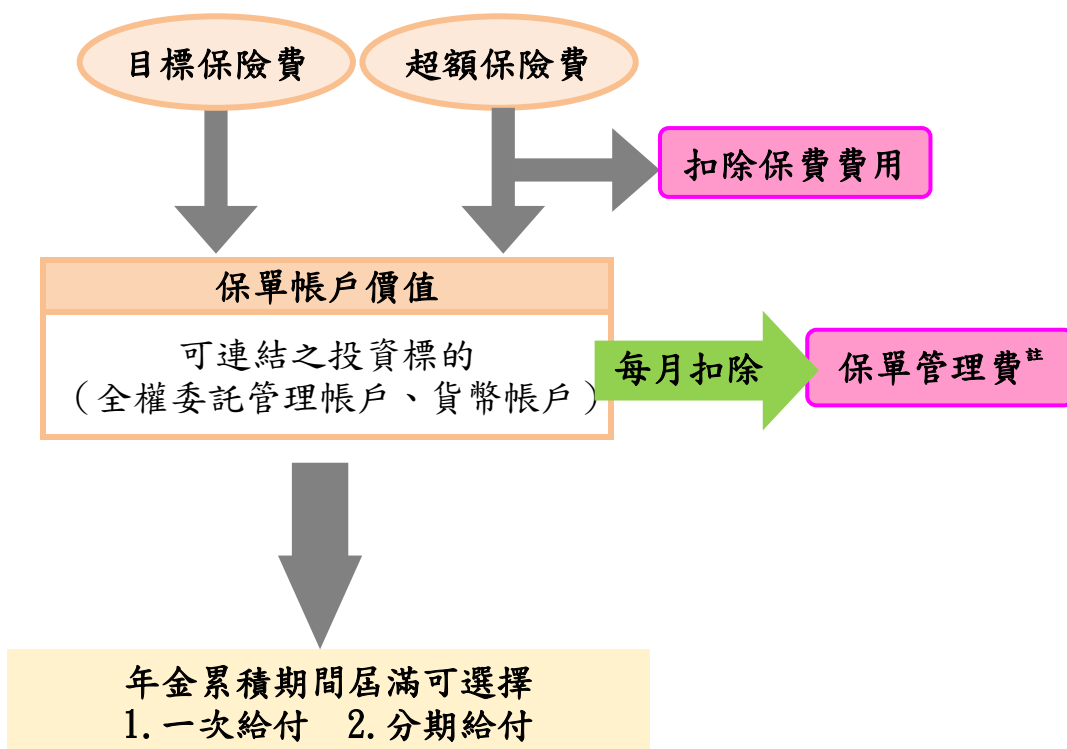 目標保險費
超額保險費
扣除保費費用
保單帳戶價值
可連結之投資標的
（全權委託管理帳戶、貨幣帳戶）
每月扣除
保單管理費註
年金累積期間屆滿可選擇
1.一次給付 2.分期給付